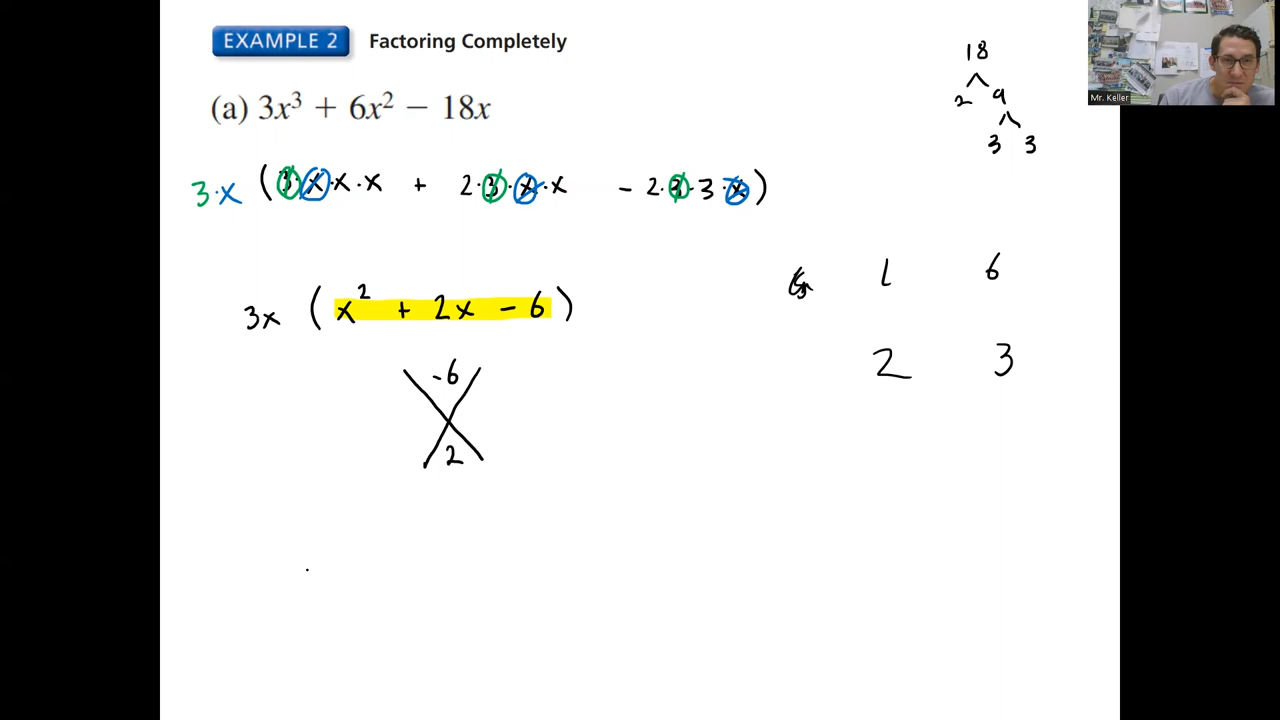 EXAMPLE 2 Factoring Completely
(a) 3x³ + 6x² − 18x
18
2 9
3 3
Mr. Keller
3·x (3·x·x·x + 2·3·x·x − 2·3·3·x)
3x (x² + 2x − 6)
-6
2
1 6
2 3